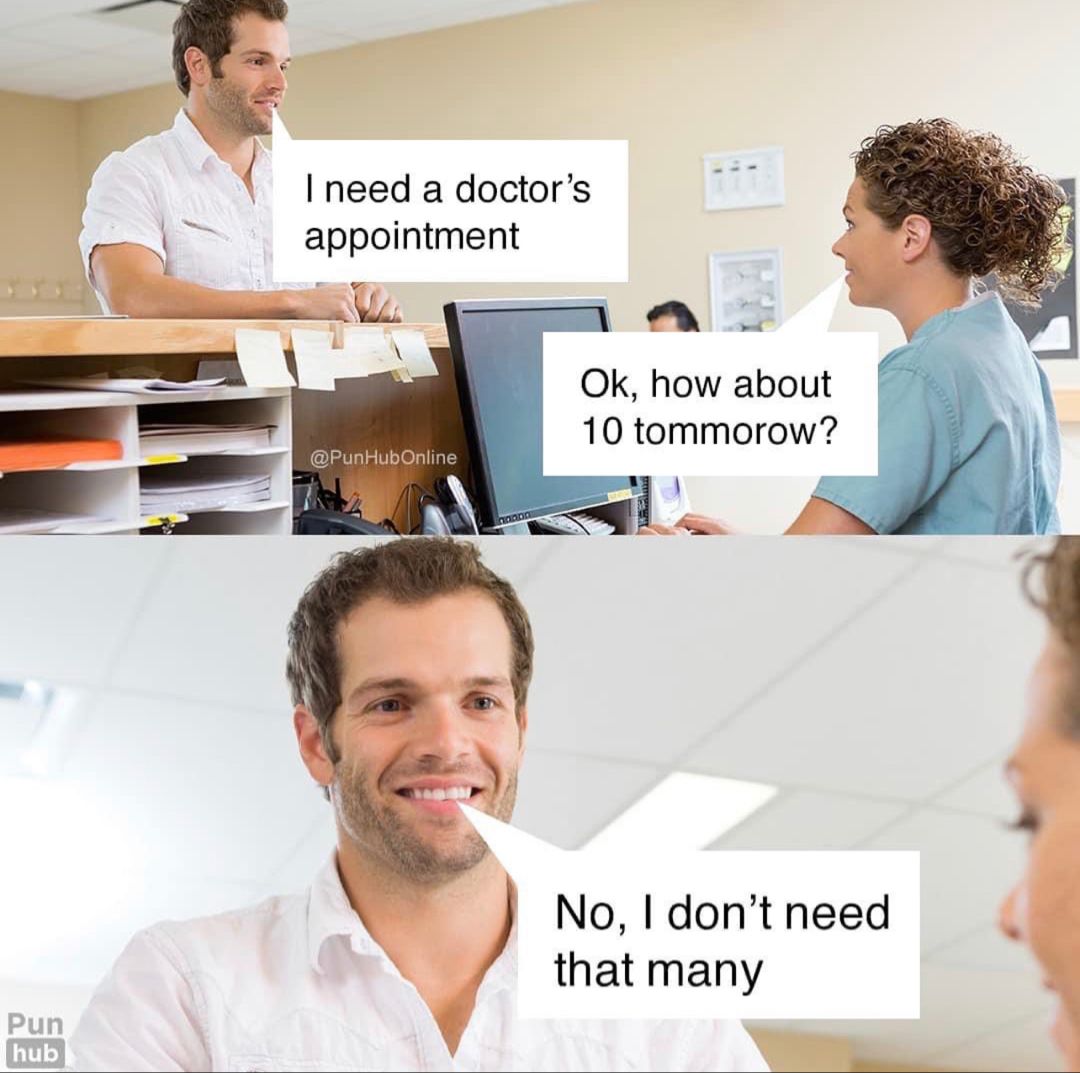 I need a doctor's
appointment
Ok, how about
10 tommorow?
@PunHubOnline
No, I don't need
that many
Pun
hub